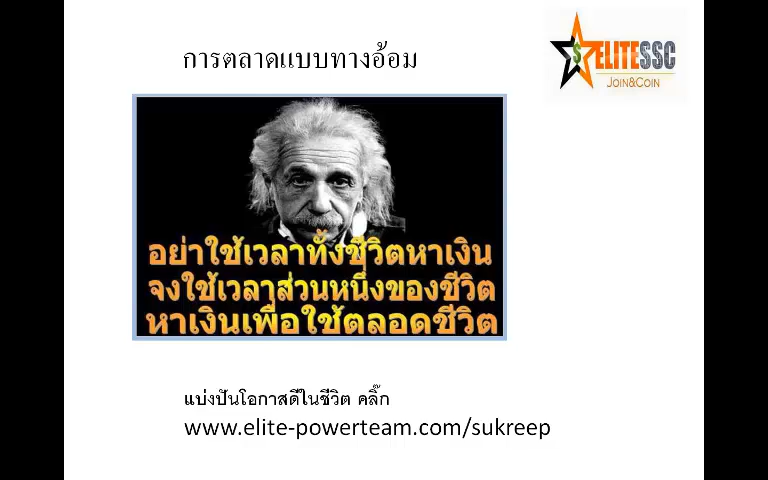 การตลาดแบบทางอ้อม
ELITESSC
JOIN&COIN
$
อย่าใช้เวลาทั้งชีวิตหาเงิน
จงใช้เวลาส่วนหนึ่งของชีวิต
หาเงินเพื่อใช้ตลอดชีวิต
แบ่งปันโอกาสดีในชีวิต คลิ๊ก
www.elite-powerteam.com/sukreep